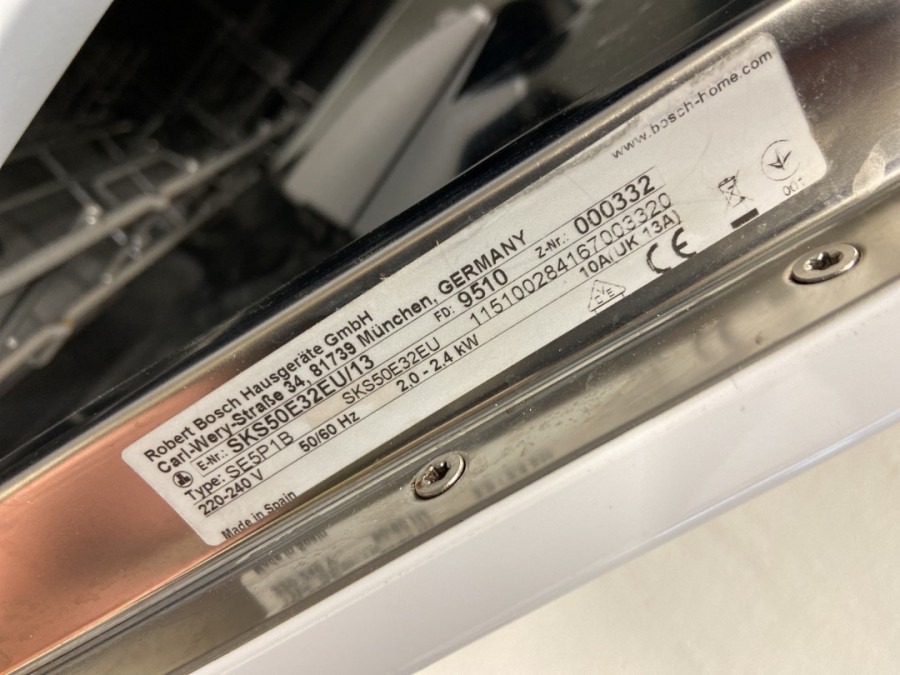 www.bosch-home.com
Robert Bosch Hausgeräte GmbH
Carl-Wery-Straße 34, 81739 München, GERMANY
E-Nr.: SKS50E32EU/13 FD: 9510 Z-Nr.: 000332
Type: SE5P1B SKS50E32EU 115100284167003320
220-240 V 50/60 Hz 2.0 - 2.4 kW 10A(UK 13A)
Made in Spain
CE